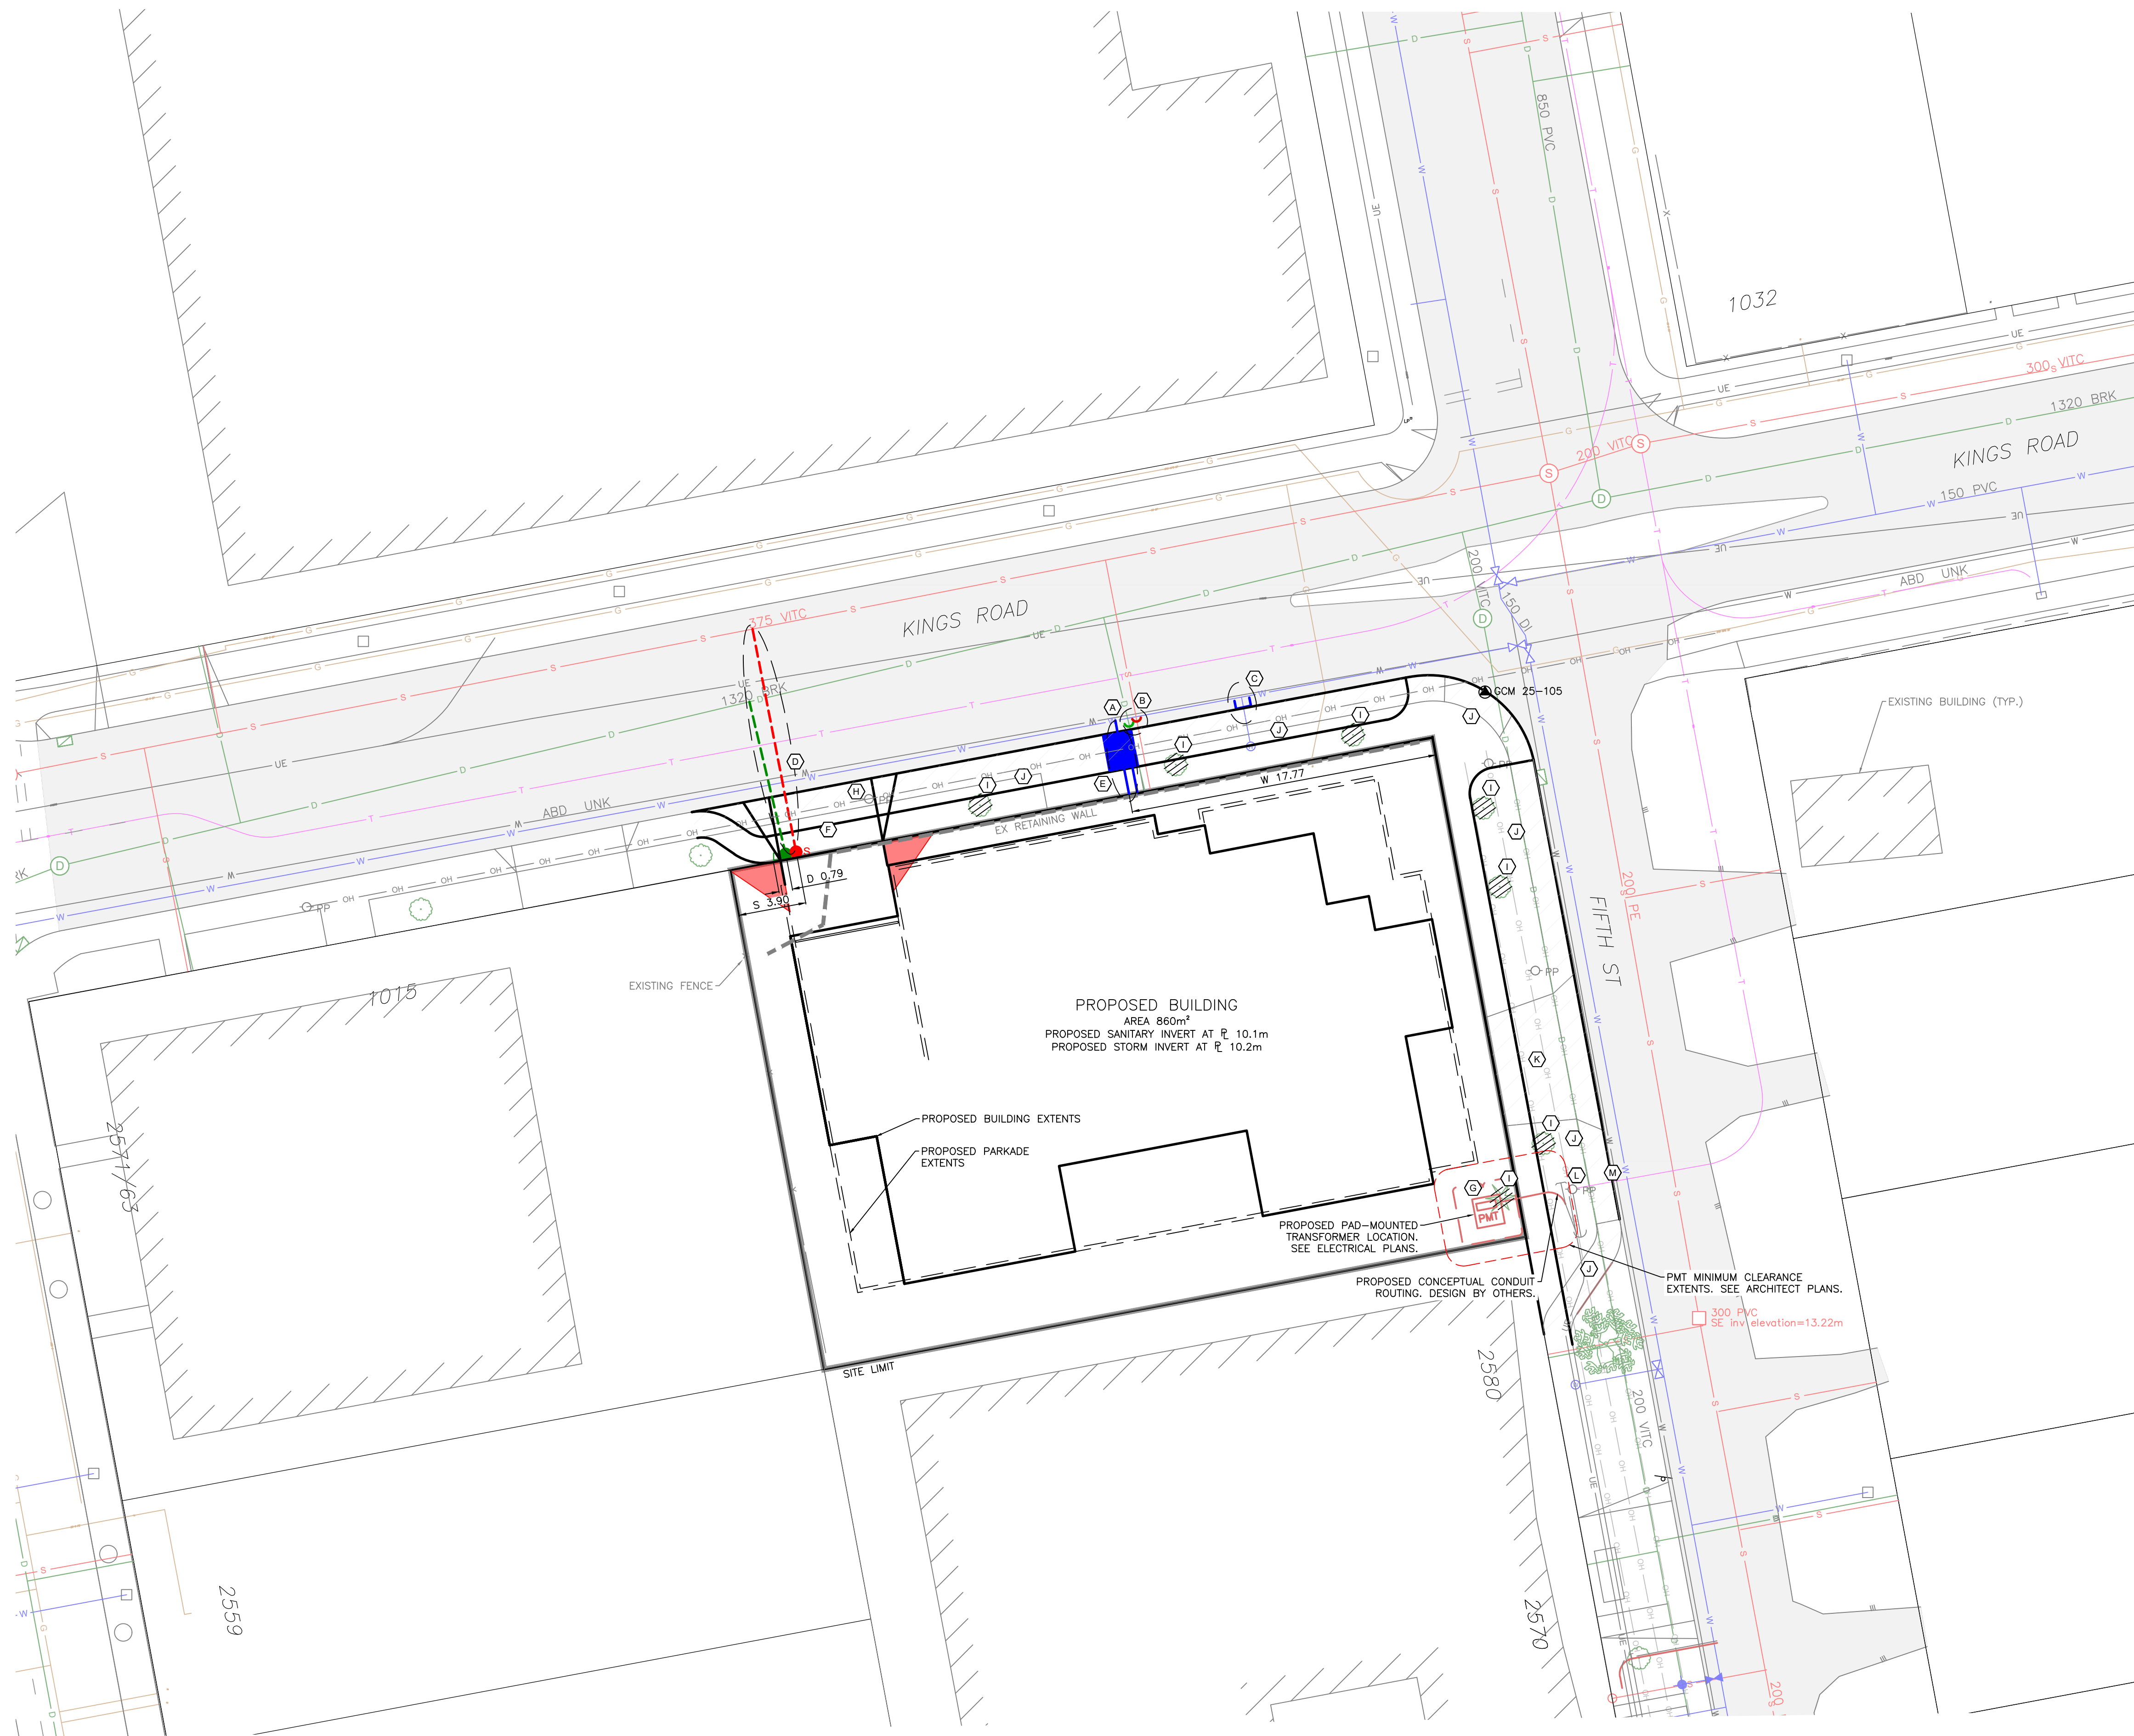 850 PVC
1032
300 VITC
1320 BRK
KINGS ROAD
200 VITC
150 PVC
UE
200 VITC
150 DI
ABD UNK
375 VITC
KINGS ROAD
1320 BRK
UE
GCM 25-105
EXISTING BUILDING (TYP.)
A
B
C
D
E
F
H
I
J
K
L
M
G
PP
ABD UNK
W 17.77
EX RETAINING WALL
D 0.79
S 3.90
S
200 PE
FIFTH ST
EXISTING FENCE
1015
PROPOSED BUILDING
AREA 860m²
PROPOSED SANITARY INVERT AT ℄ 10.1m
PROPOSED STORM INVERT AT ℄ 10.2m
PROPOSED BUILDING EXTENTS
PROPOSED PARKADE
EXTENTS
2571/63
PMT
PROPOSED PAD-MOUNTED
TRANSFORMER LOCATION.
SEE ELECTRICAL PLANS.
PROPOSED CONCEPTUAL CONDUIT
ROUTING. DESIGN BY OTHERS.
PMT MINIMUM CLEARANCE
EXTENTS. SEE ARCHITECT PLANS.
300 PVC
SE inv elevation=13.22m
SITE LIMIT
2580
200 VITC
2559
2570
200